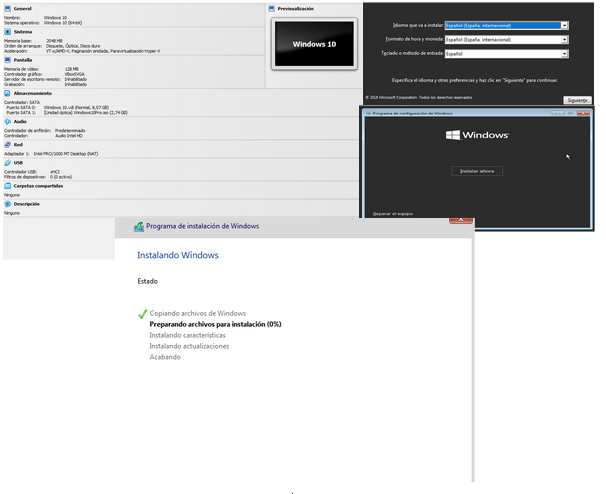 General
Nombre: Windows 10
Sistema operativo: Windows 10 (64-bit)
Sistema
Memoria base: 2048 MB
Orden de arranque: Disquete, Óptica, Disco duro
Aceleración: VT-x/AMD-V, Paginación anidada, Paravirtualización Hyper-V
Pantalla
Memoria de vídeo: 128 MB
Controlador gráfico: VBoxSVGA
Servidor de escritorio remoto: Inhabilitado
Grabación: Inhabilitado
Almacenamiento
Controlador: SATA
Puerto SATA 0: Windows 10.vdi (Normal, 8,07 GB)
Puerto SATA 1: [Unidad óptica] Windows10Pro.iso (2,74 GB)
Audio
Controlador de anfitrión: Predeterminado
Controlador: Audio Intel HD
Red
Adaptador 1: Intel PRO/1000 MT Desktop (NAT)
USB
Controlador USB: xHCI
Filtros de dispositivos: 0 (0 activo)
Carpetas compartidas
Ninguno
Descripción
Ninguno
Previsualización
Windows 10
Idioma que va a instalar: Español (España, internacional)
Formato de hora y moneda: Español (España, internacional)
Teclado o método de entrada: Español
Especifica el idioma y otras preferencias y haz clic en "Siguiente" para continuar.
© 2019 Microsoft Corporation. Todos los derechos reservados.
Siguiente
Programa de configuración de Windows
Windows
Instalar ahora
Reparar el equipo
Programa de instalación de Windows
Instalando Windows
Estado
Copiando archivos de Windows
Preparando archivos para instalación (0%)
Instalando características
Instalando actualizaciones
Acabando